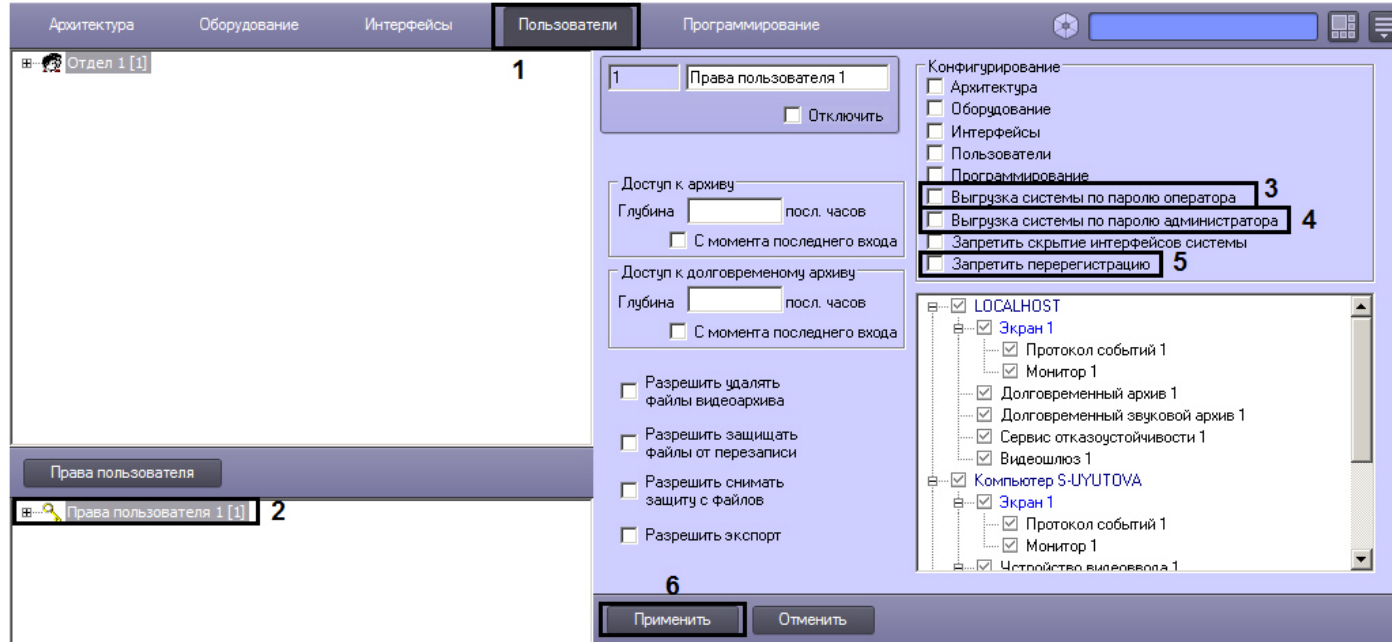 Архитектура
Оборудование
Интерфейсы
Пользователи
Программирование
1
Отдел 1 [1]
Права пользователя
Права пользователя 1 [1]
2
1
Права пользователя 1
Отключить
Доступ к архиву
Глубина
посл. часов
С момента последнего входа
Доступ к долговременому архиву
Глубина
посл. часов
С момента последнего входа
Разрешить удалять
файлы видеоархива
Разрешить защищать
файлы от перезаписи
Разрешить снимать
защиту с файлов
Разрешить экспорт
Конфигурирование
Архитектура
Оборудование
Интерфейсы
Пользователи
Программирование
Выгрузка системы по паролю оператора
3
Выгрузка системы по паролю администратора
4
Запретить скрытие интерфейсов системы
Запретить перерегистрацию
5
LOCALHOST
Экран 1
Протокол событий 1
Монитор 1
Долговременный архив 1
Долговременный звуковой архив 1
Сервис отказоустойчивости 1
Видеошлюз 1
Компьютер S-UYUTOVA
Экран 1
Протокол событий 1
Монитор 1
Устройство видеоввода 1
6
Применить
Отменить